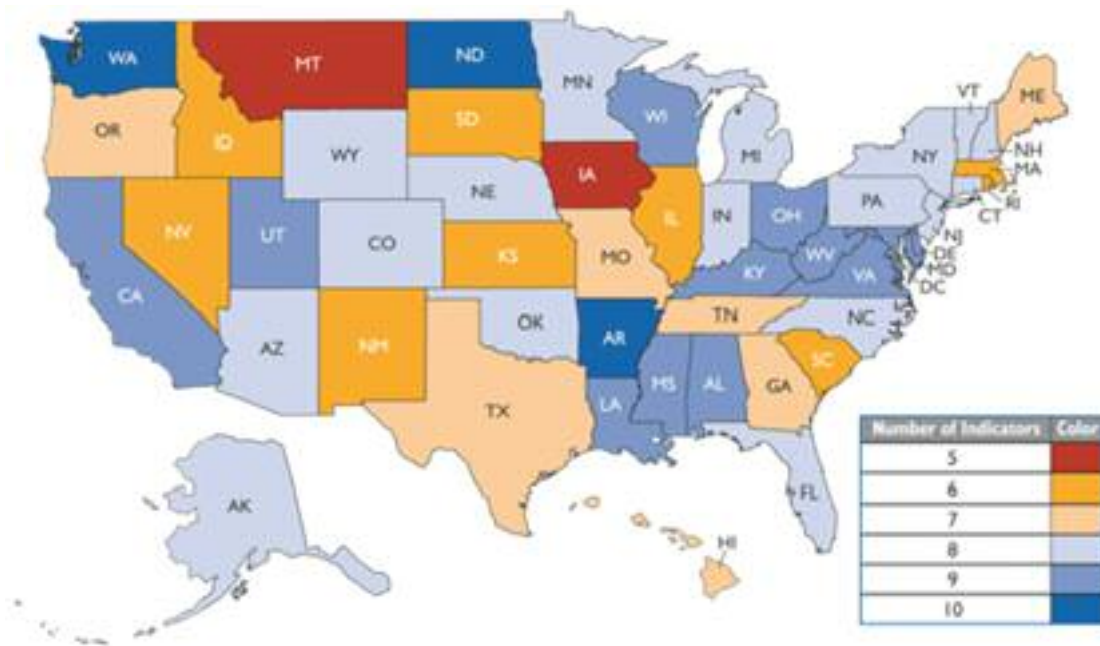 WA
MT
ND
MN
VT
ME
OR
ID
SD
WI
MI
NY
NH
MA
RI
CT
WY
IA
NE
PA
NJ
DE
MD
DC
NV
UT
CO
KS
IL
IN
OH
WV
VA
KY
MO
CA
AZ
NM
OK
AR
TN
NC
SC
TX
LA
MS
AL
GA
FL
AK
HI
Number of Indicators Color
5
6
7
8
9
10